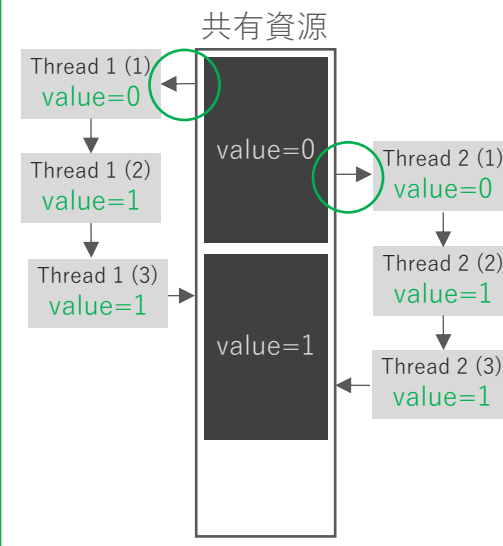 共有資源
Thread 1 (1)
value=0
Thread 1 (2)
value=1
Thread 1 (3)
value=1
value=0
value=1
Thread 2 (1)
value=0
Thread 2 (2)
value=1
Thread 2 (3)
value=1